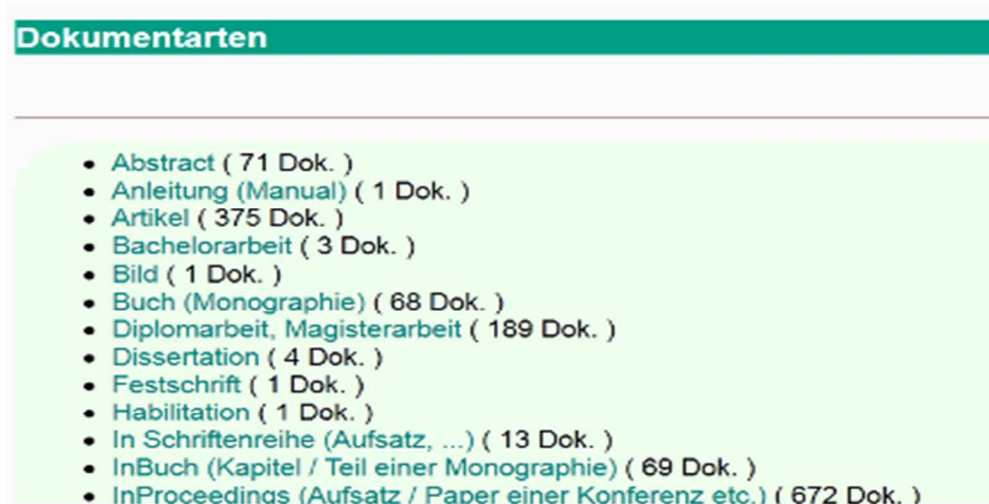 Dokumentarten
• Abstract ( 71 Dok. )
• Anleitung (Manual) ( 1 Dok. )
• Artikel ( 375 Dok. )
• Bachelorarbeit ( 3 Dok. )
• Bild ( 1 Dok. )
• Buch (Monographie) ( 68 Dok. )
• Diplomarbeit, Magisterarbeit ( 189 Dok. )
• Dissertation ( 4 Dok. )
• Festschrift ( 1 Dok. )
• Habilitation ( 1 Dok. )
• In Schriftenreihe (Aufsatz, ...) ( 13 Dok. )
• InBuch (Kapitel / Teil einer Monographie) ( 69 Dok. )
• InProceedings (Aufsatz / Paper einer Konferenz etc.) ( 672 Dok. )